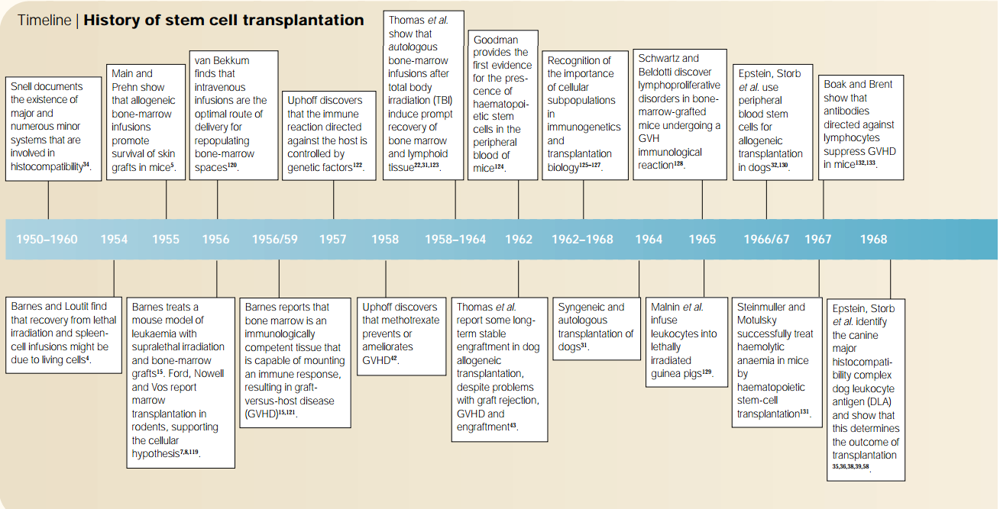 Timeline | History of stem cell transplantation
Snell documents
the existence of
major and
numerous minor
systems that are
involved in
histocompatibility34.
Main and
Prehn show
that allogeneic
bone-marrow
infusions
promote
survival of skin
grafts in mice5.
van Bekkum
finds that
intravenous
infusions are the
optimal route of
delivery for
repopulating
bone-marrow
spaces120.
Uphoff discovers
that the immune
reaction directed
against the host is
controlled by
genetic factors122.
Thomas et al.
show that
autologous
bone-marrow
infusions after
total body
irradiation (TBI)
induce prompt
recovery of
bone marrow
and lymphoid
tissue22,31,123.
Goodman
provides the
first evidence
for the pres-
cence of
haematopoi-
etic stem
cells in the
peripheral
blood of
mice124.
Recognition of
the importance
of cellular
subpopulations
in
immunogenetics
and
transplantation
biology125–127.
Schwartz and
Beldotti discover
lymphoproliferative
disorders in bone-
marrow-grafted
mice undergoing a
GVH
immunological
reaction128.
Epstein, Storb
et al. use
peripheral
blood stem
cells for
allogeneic
transplantation
in dogs32,130.
Boak and Brent
show that
antibodies
directed against
lymphocytes
suppress GVHD
in mice132,133.
1950–1960 1954 1955 1956 1956/59 1957 1958 1958–1964 1962 1962–1968 1964 1965 1966/67 1967 1968
Barnes and Loutit find
that recovery from lethal
irradiation and spleen-
cell infusions might be
due to living cells4.
Barnes treats a
mouse model of
leukaemia with
supralethal irradiation
and bone-marrow
grafts15. Ford, Nowell
and Vos report
marrow
transplantation in
rodents, supporting
the cellular
hypothesis7,8,119.
Barnes reports that
bone marrow is an
immunologically
competent tissue that
is capable of mounting
an immune response,
resulting in graft-
versus-host disease
(GVHD)15,121.
Uphoff discovers
that methotrexate
prevents or
ameliorates
GVHD42.
Thomas et al.
report some long-
term stable
engraftment in dog
allogeneic
transplantation,
despite problems
with graft rejection,
GVHD and
engraftment43.
Syngeneic and
autologous
transplantation of
dogs31.
Malnin et al.
infuse
leukocytes into
lethally
irradiated
guinea pigs129.
Steinmuller and
Motulsky
successfully treat
haemolytic
anaemia in mice
by
haematopoietic
stem-cell
transplantation131.
Epstein, Storb
et al. identify
the canine
major
histocompati-
bility complex
dog leukocyte
antigen (DLA)
and show that
this determines
the outcome of
transplantation
35,36,38,39,58.